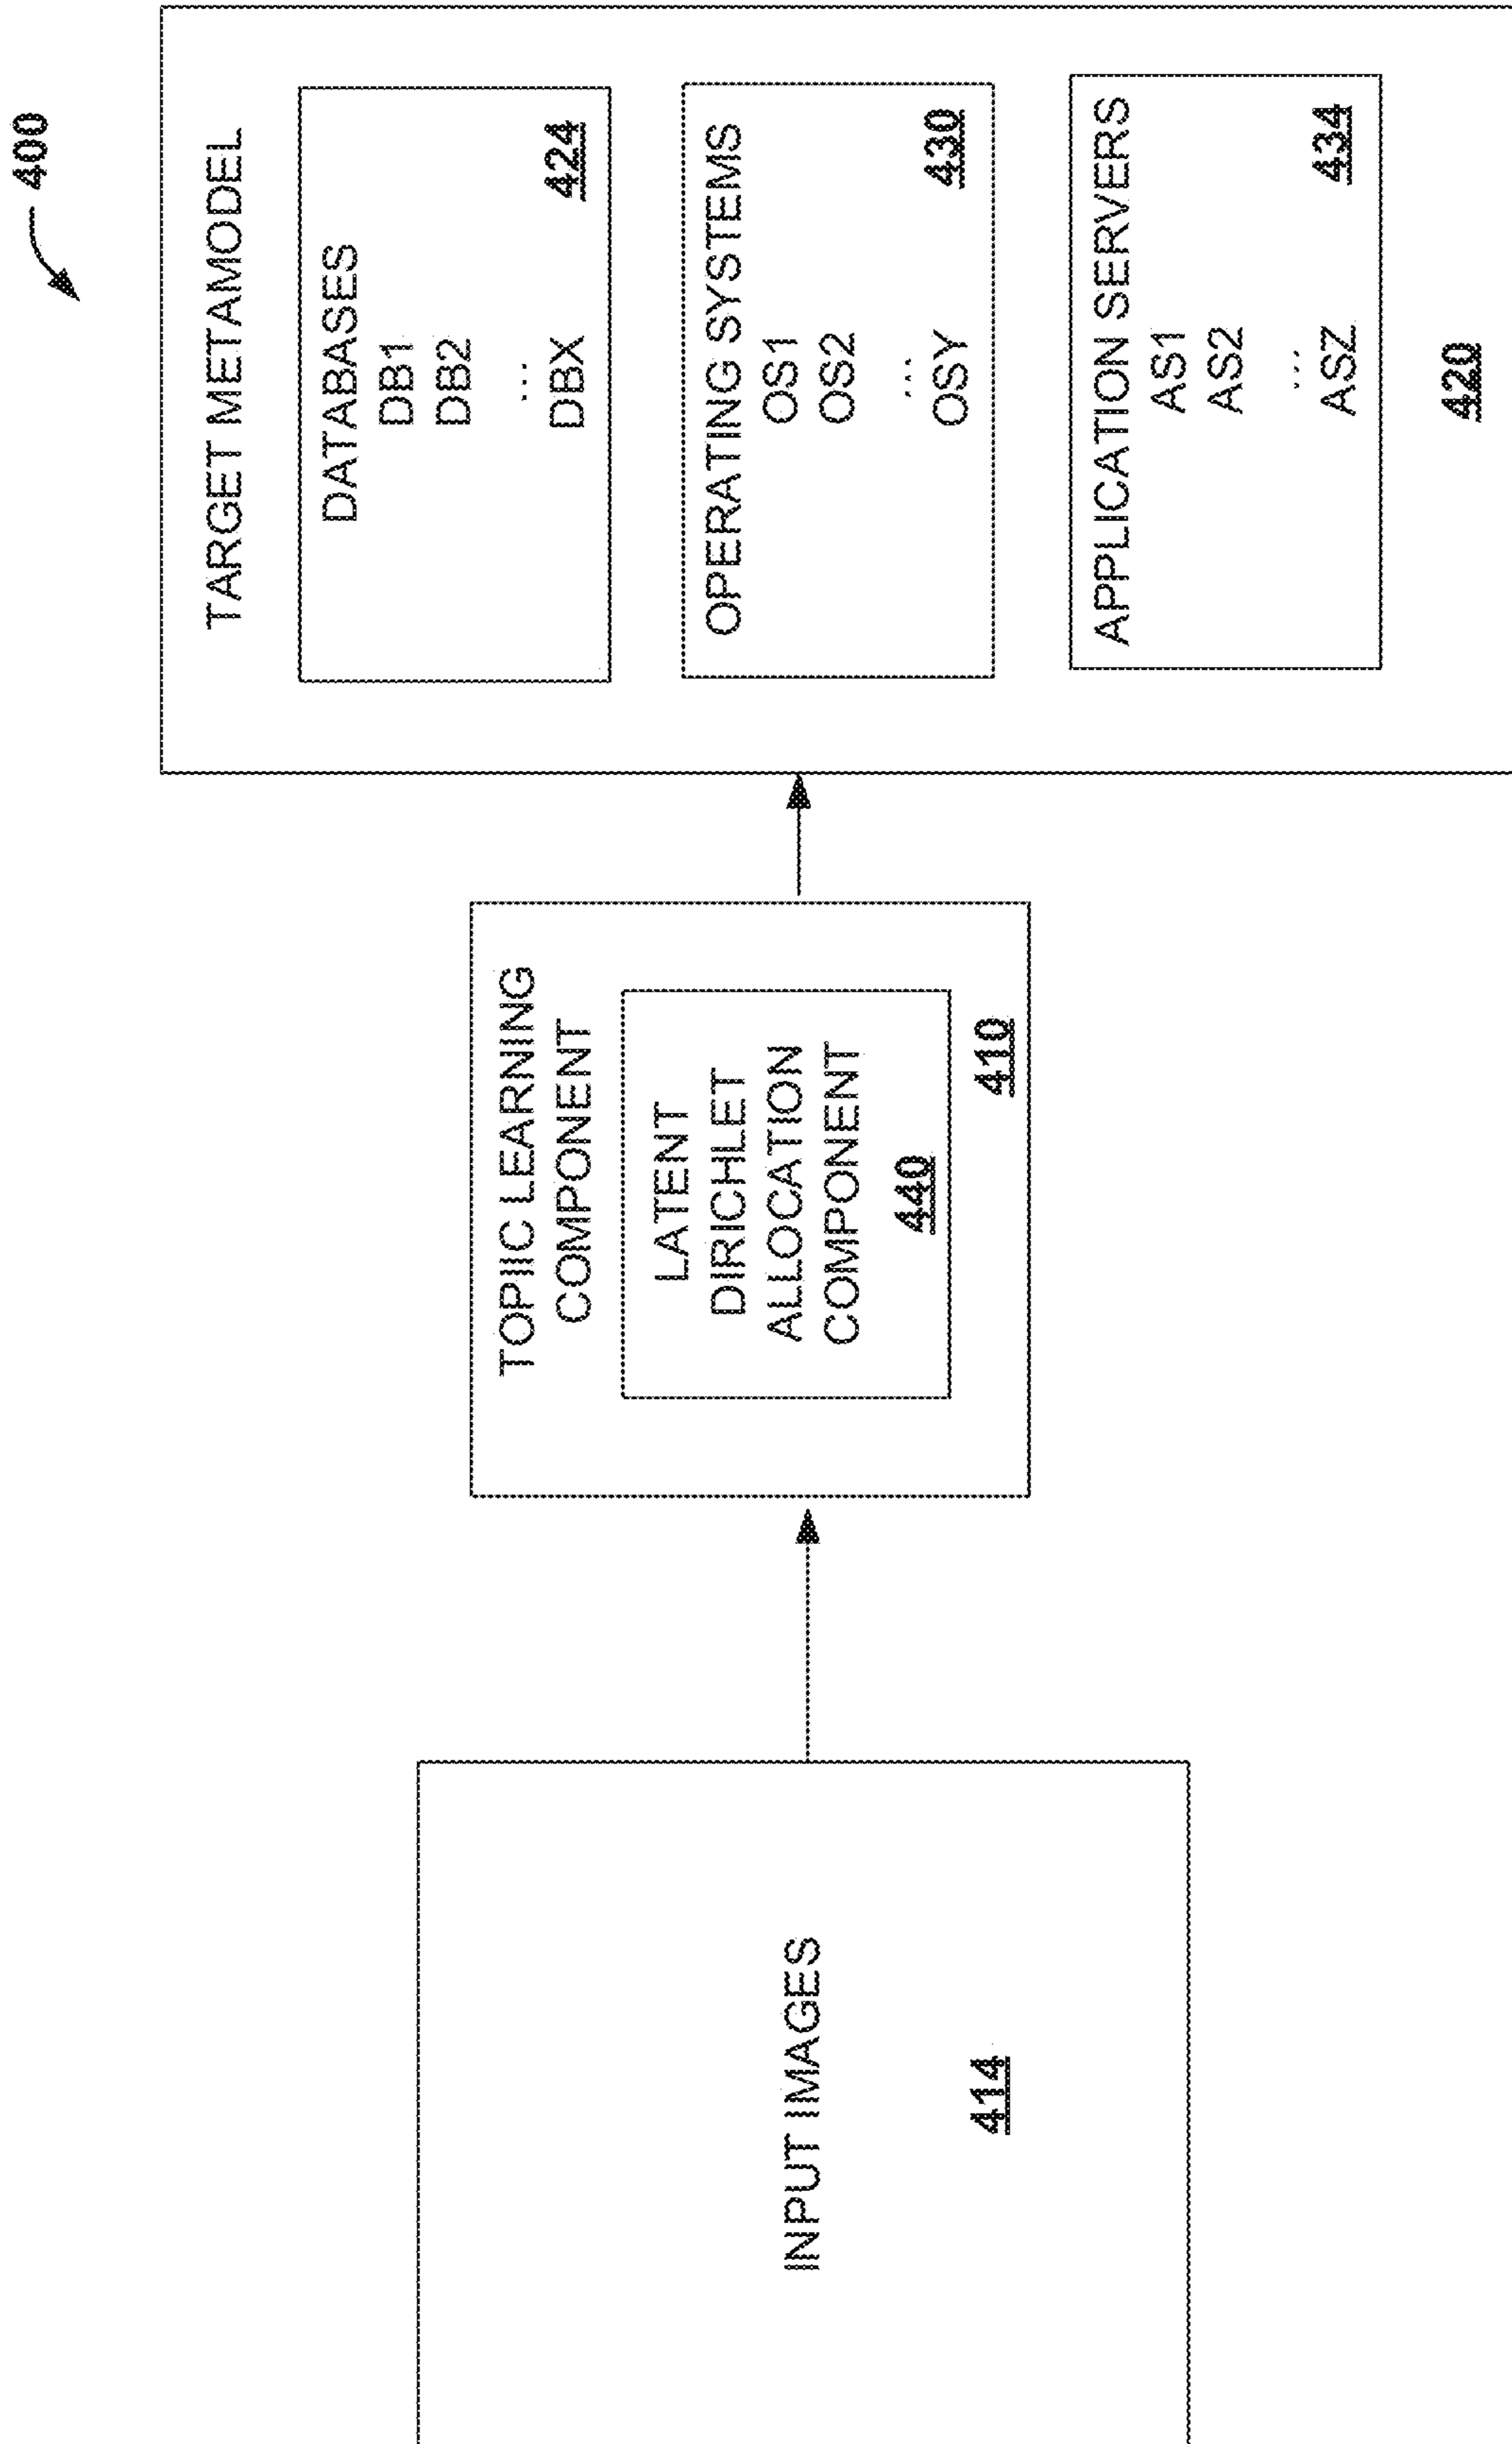 400
INPUT IMAGES
414
TOPIIC LEARNING
COMPONENT
LATENT
DIRICHLET
ALLOCATION
COMPONENT
440
410
TARGET METAMODEL
DATABASES
DB1
DB2
...
DBX
424
OPERATING SYSTEMS
OS1
OS2
...
OSY
430
APPLICATION SERVERS
AS1
AS2
...
ASZ
434
420